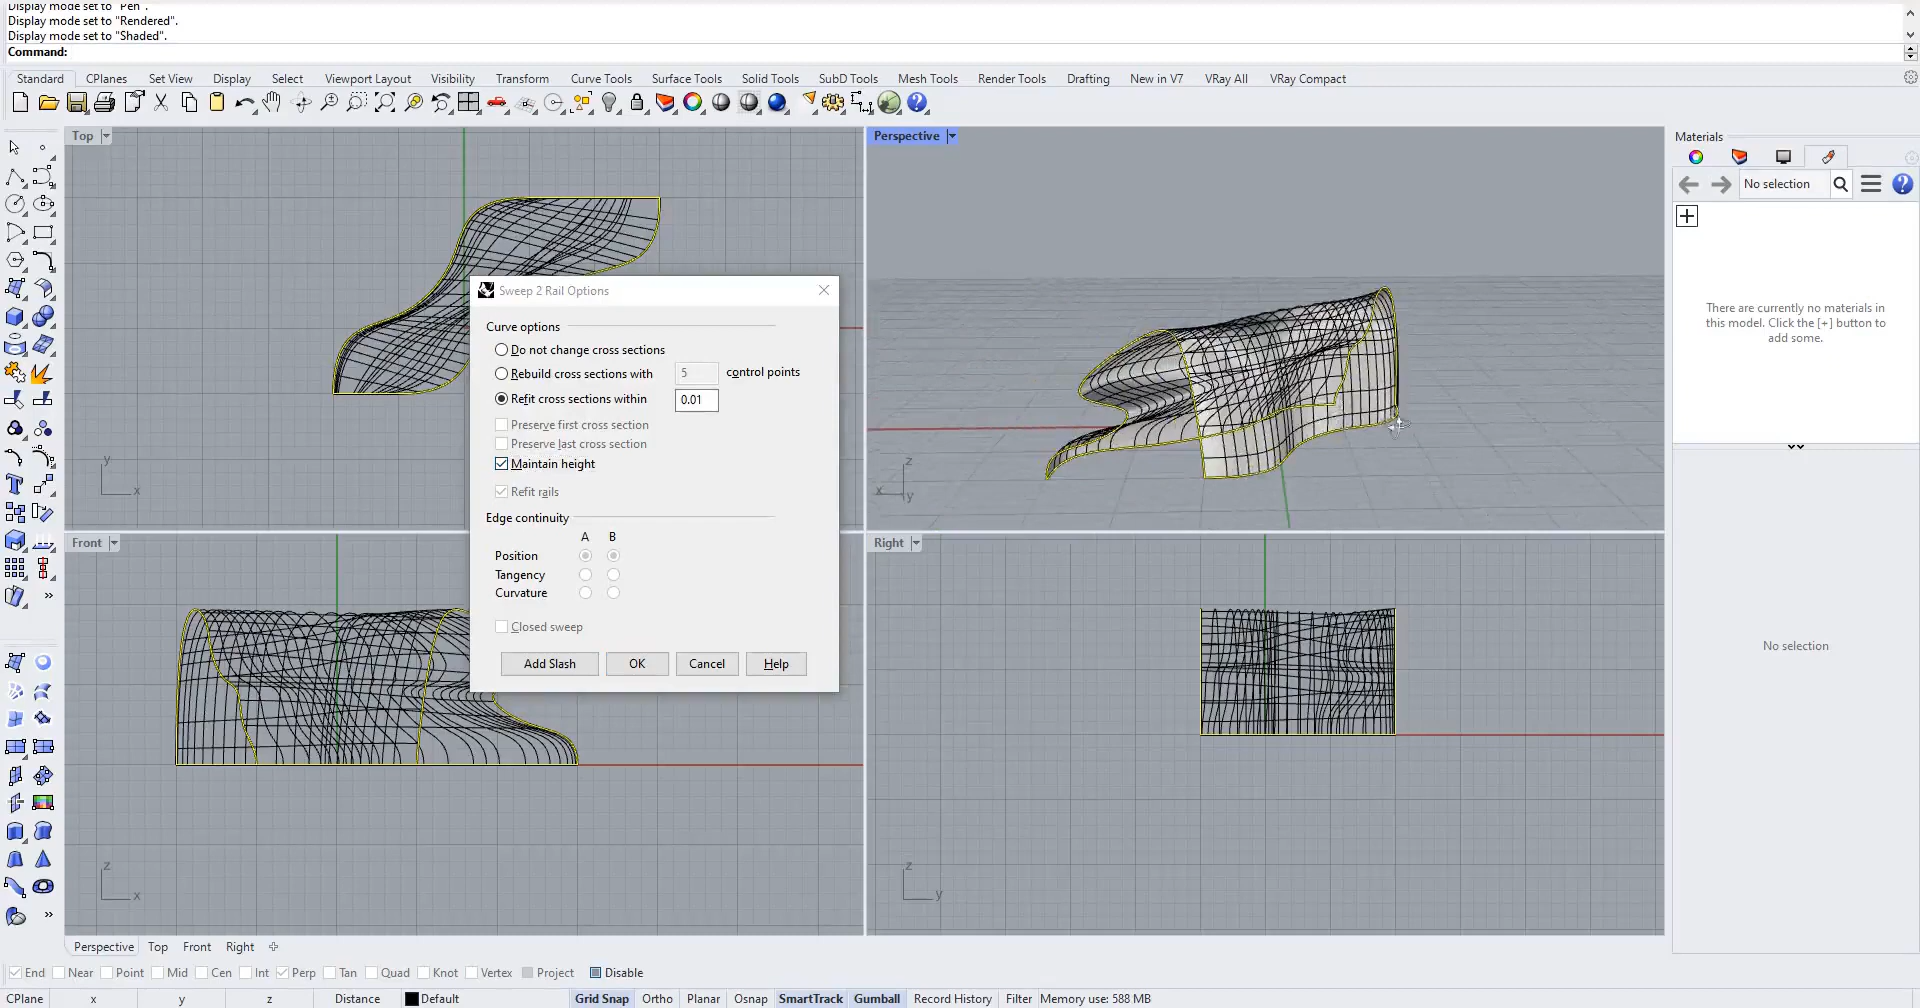 Display mode set to "Pen".
Display mode set to "Rendered".
Display mode set to "Shaded".
Command:
Standard CPlanes Set View Display Select Viewport Layout Visibility Transform Curve Tools Surface Tools Solid Tools SubD Tools Mesh Tools Render Tools Drafting New in V7 VRay All VRay Compact
Top
Perspective
Materials
No selection
There are currently no materials in
this model. Click the [+] button to
add some.
No selection
Sweep 2 Rail Options
Curve options
Do not change cross sections
Rebuild cross sections with 5 control points
Refit cross sections within 0.01
Preserve first cross section
Preserve last cross section
Maintain height
Refit rails
Edge continuity
A B
Position
Tangency
Curvature
Closed sweep
Add Slash OK Cancel Help
y
x
z
x
y
Front
Right
z
x
z
y
Perspective Top Front Right
End Near Point Mid Cen Int Perp Tan Quad Knot Vertex Project Disable
CPlane x y z Distance Default Grid Snap Ortho Planar Osnap SmartTrack Gumball Record History Filter Memory use: 588 MB